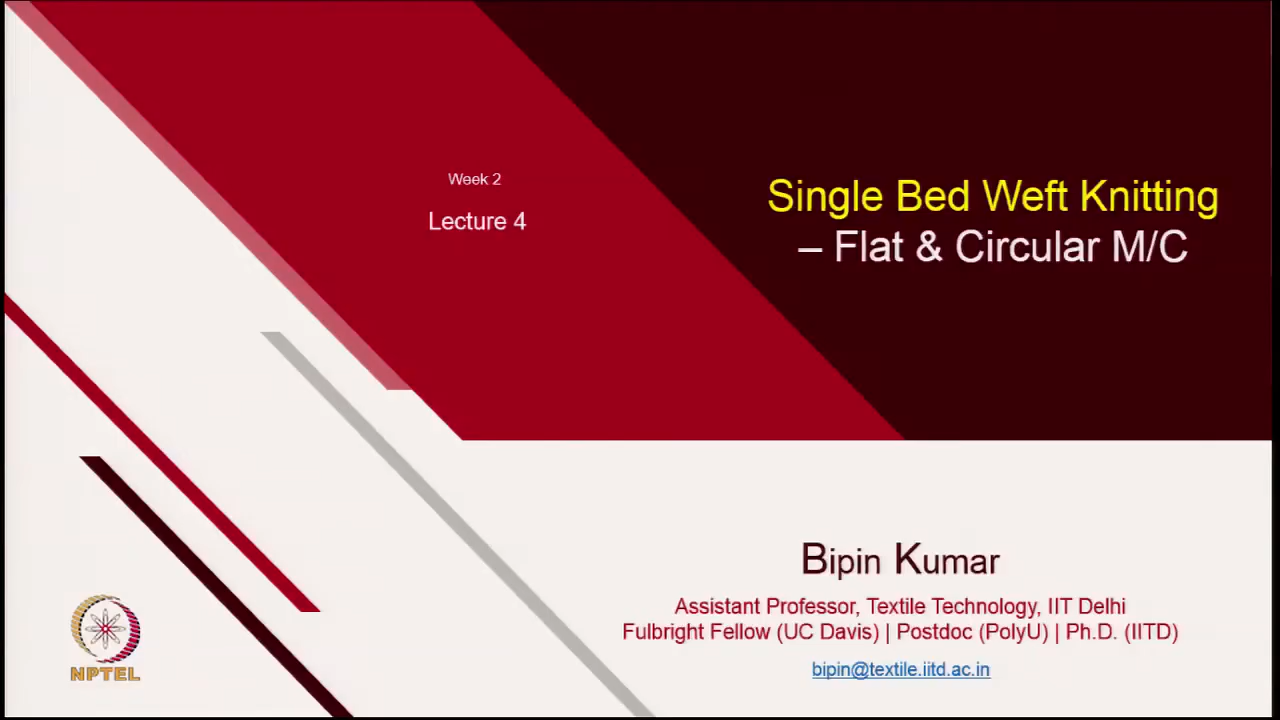 Week 2
Lecture 4
Single Bed Weft Knitting
– Flat & Circular M/C
Bipin Kumar
Assistant Professor, Textile Technology, IIT Delhi
Fulbright Fellow (UC Davis) | Postdoc (PolyU) | Ph.D. (IITD)
bipin@textile.iitd.ac.in
NPTEL